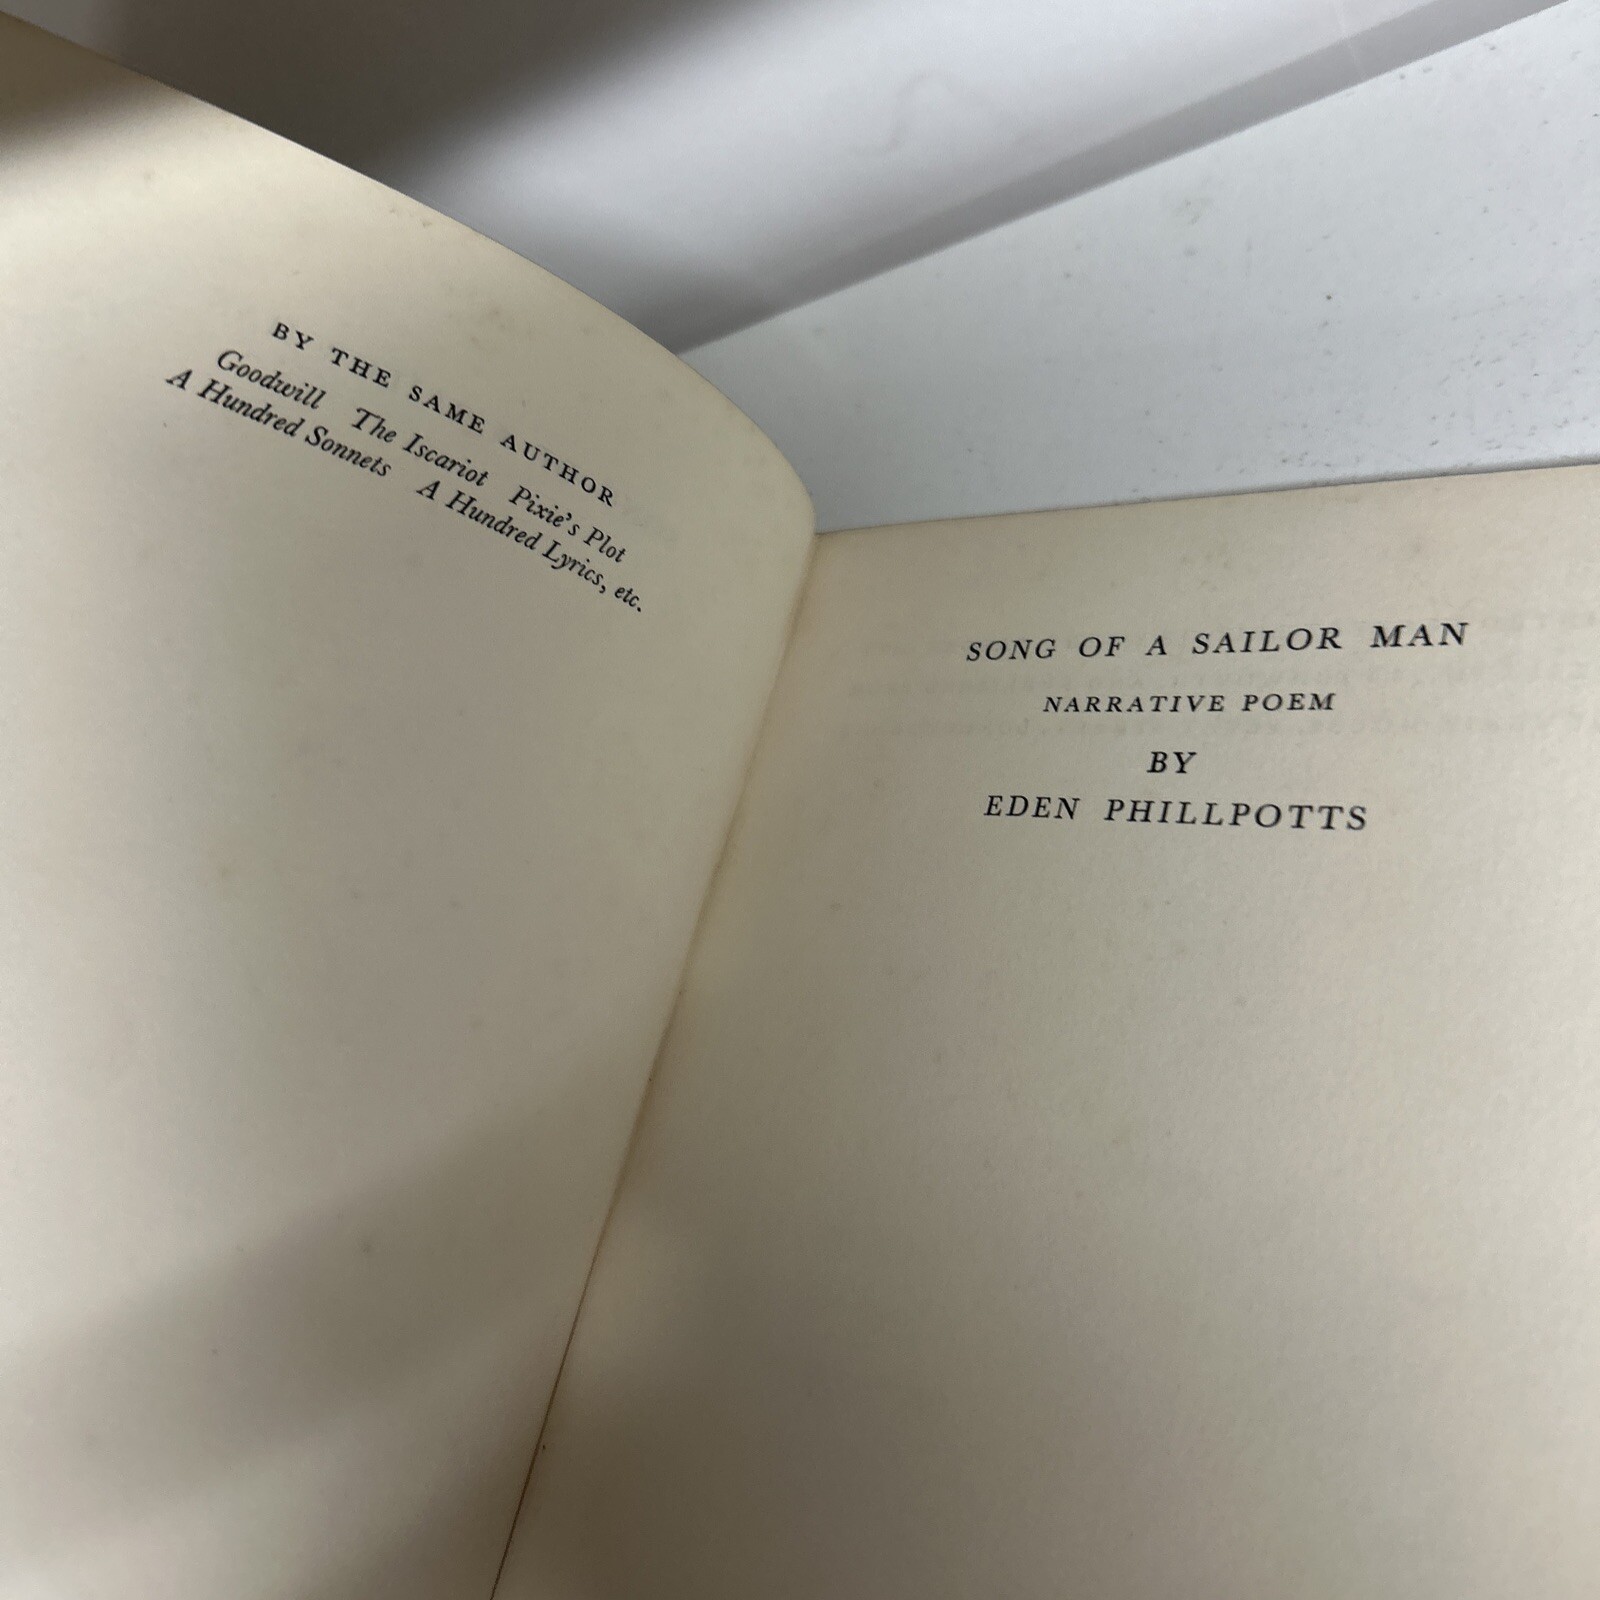 BY THE SAME AUTHOR
Goodwill The Iscariot Pixie's Plot
A Hundred Sonnets A Hundred Lyrics, etc.
SONG OF A SAILOR MAN
NARRATIVE POEM
BY
EDEN PHILLPOTTS